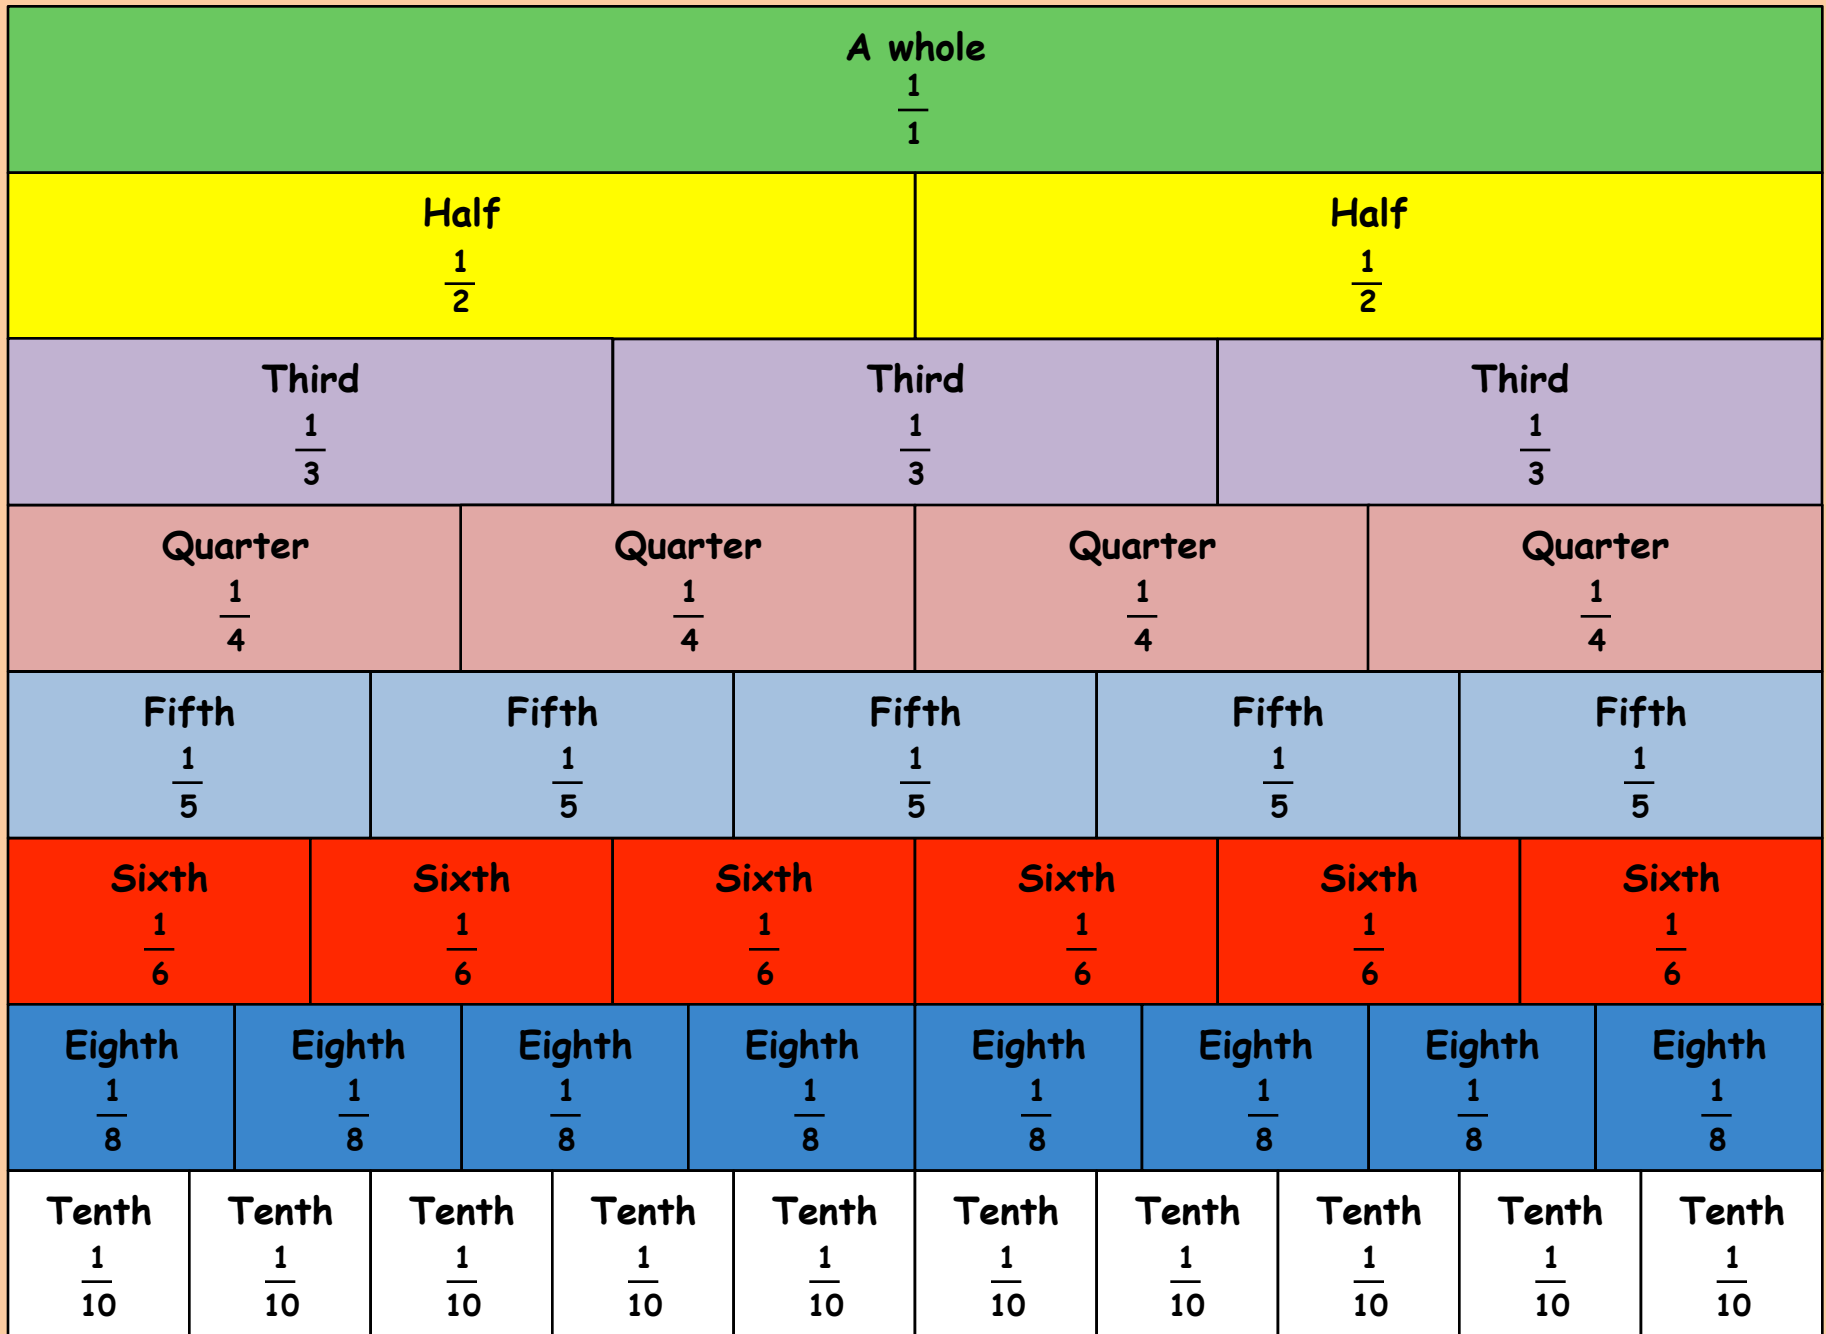 A whole
1
1
Half Half
1 1
2 2
Third Third Third
1 1 1
3 3 3
Quarter Quarter Quarter Quarter
1 1 1 1
4 4 4 4
Fifth Fifth Fifth Fifth Fifth
1 1 1 1 1
5 5 5 5 5
Sixth Sixth Sixth Sixth Sixth Sixth
1 1 1 1 1 1
6 6 6 6 6 6
Eighth Eighth Eighth Eighth Eighth Eighth Eighth Eighth
1 1 1 1 1 1 1 1
8 8 8 8 8 8 8 8
Tenth Tenth Tenth Tenth Tenth Tenth Tenth Tenth Tenth Tenth
1 1 1 1 1 1 1 1 1 1
10 10 10 10 10 10 10 10 10 10